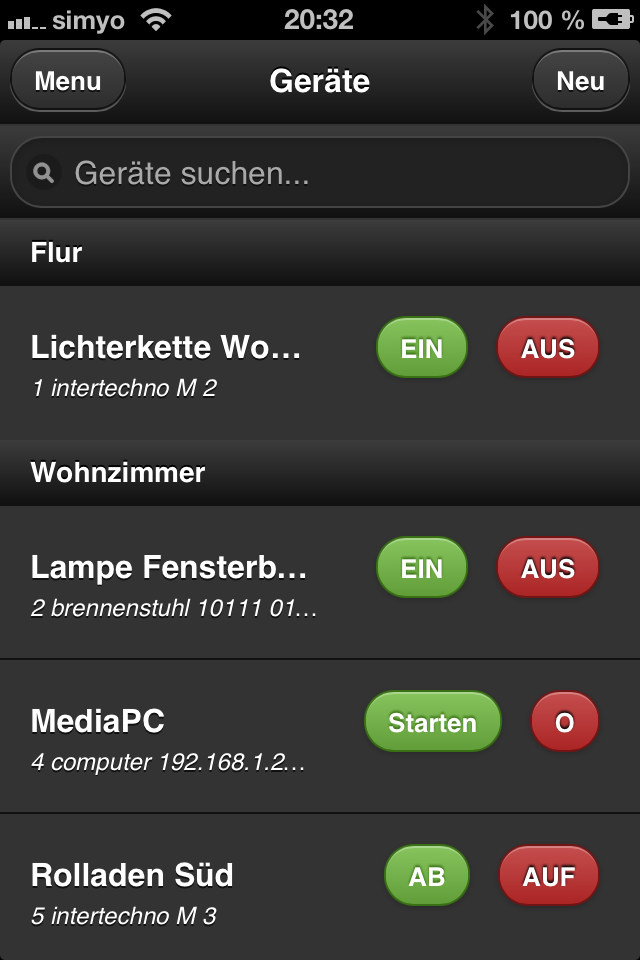 simyo 20:32 100 %
Menu Geräte Neu
Geräte suchen...
Flur
Lichterkette Wo... EIN AUS
1 intertechno M 2
Wohnzimmer
Lampe Fensterb... EIN AUS
2 brennenstuhl 10111 01...
MediaPC Starten O
4 computer 192.168.1.2...
Rolladen Süd AB AUF
5 intertechno M 3